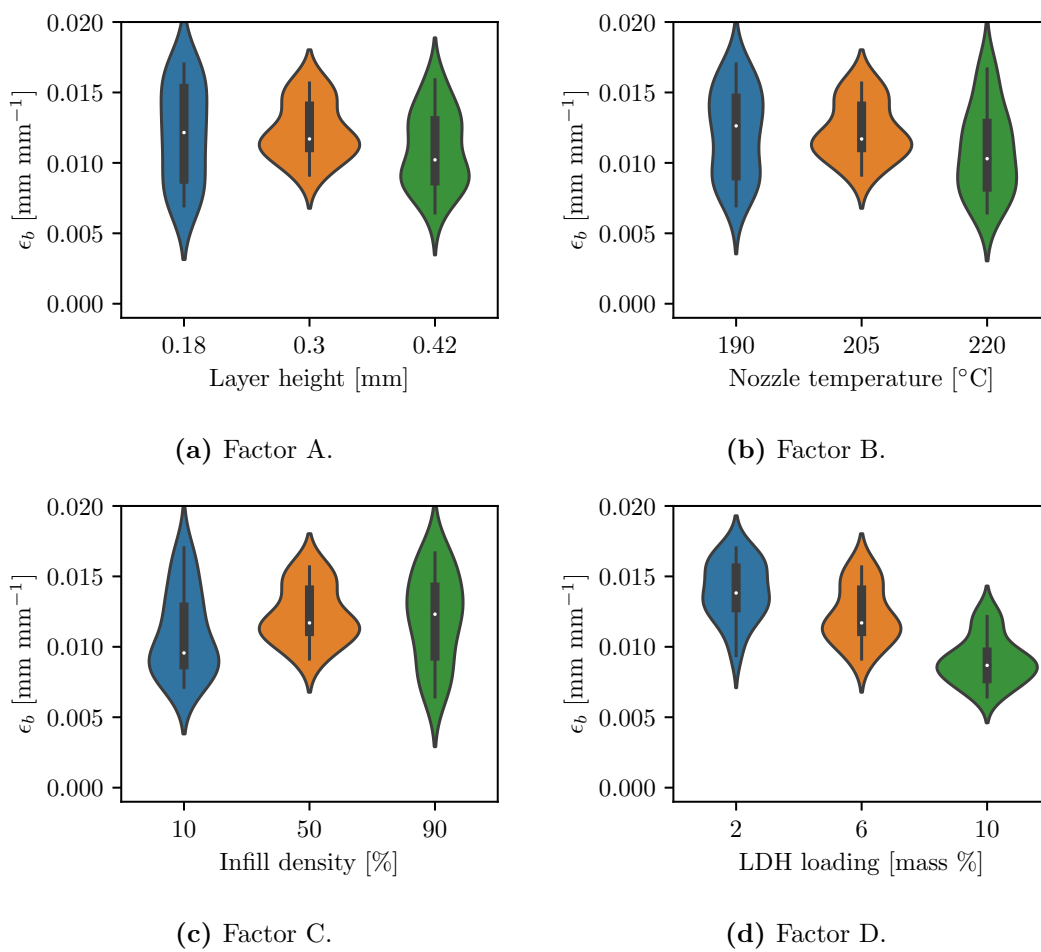 0.020
0.015
0.010
0.005
0.000
ϵb [mm mm−1]
0.18 0.3 0.42
Layer height [mm]
(a) Factor A.
0.020
0.015
0.010
0.005
0.000
ϵb [mm mm−1]
190 205 220
Nozzle temperature [°C]
(b) Factor B.
0.020
0.015
0.010
0.005
0.000
ϵb [mm mm−1]
10 50 90
Infill density [%]
(c) Factor C.
0.020
0.015
0.010
0.005
0.000
ϵb [mm mm−1]
2 6 10
LDH loading [mass %]
(d) Factor D.